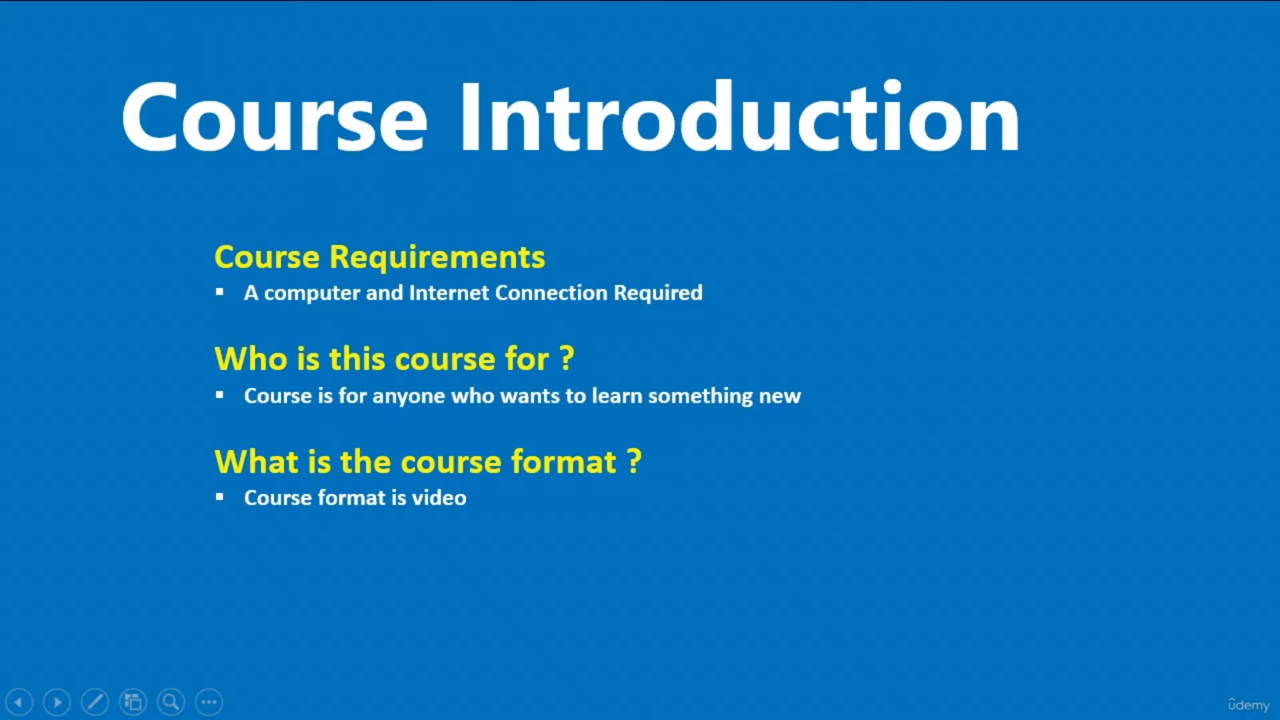 Course Introduction
Course Requirements
▪ A computer and Internet Connection Required
Who is this course for ?
▪ Course is for anyone who wants to learn something new
What is the course format ?
▪ Course format is video
ûdemy